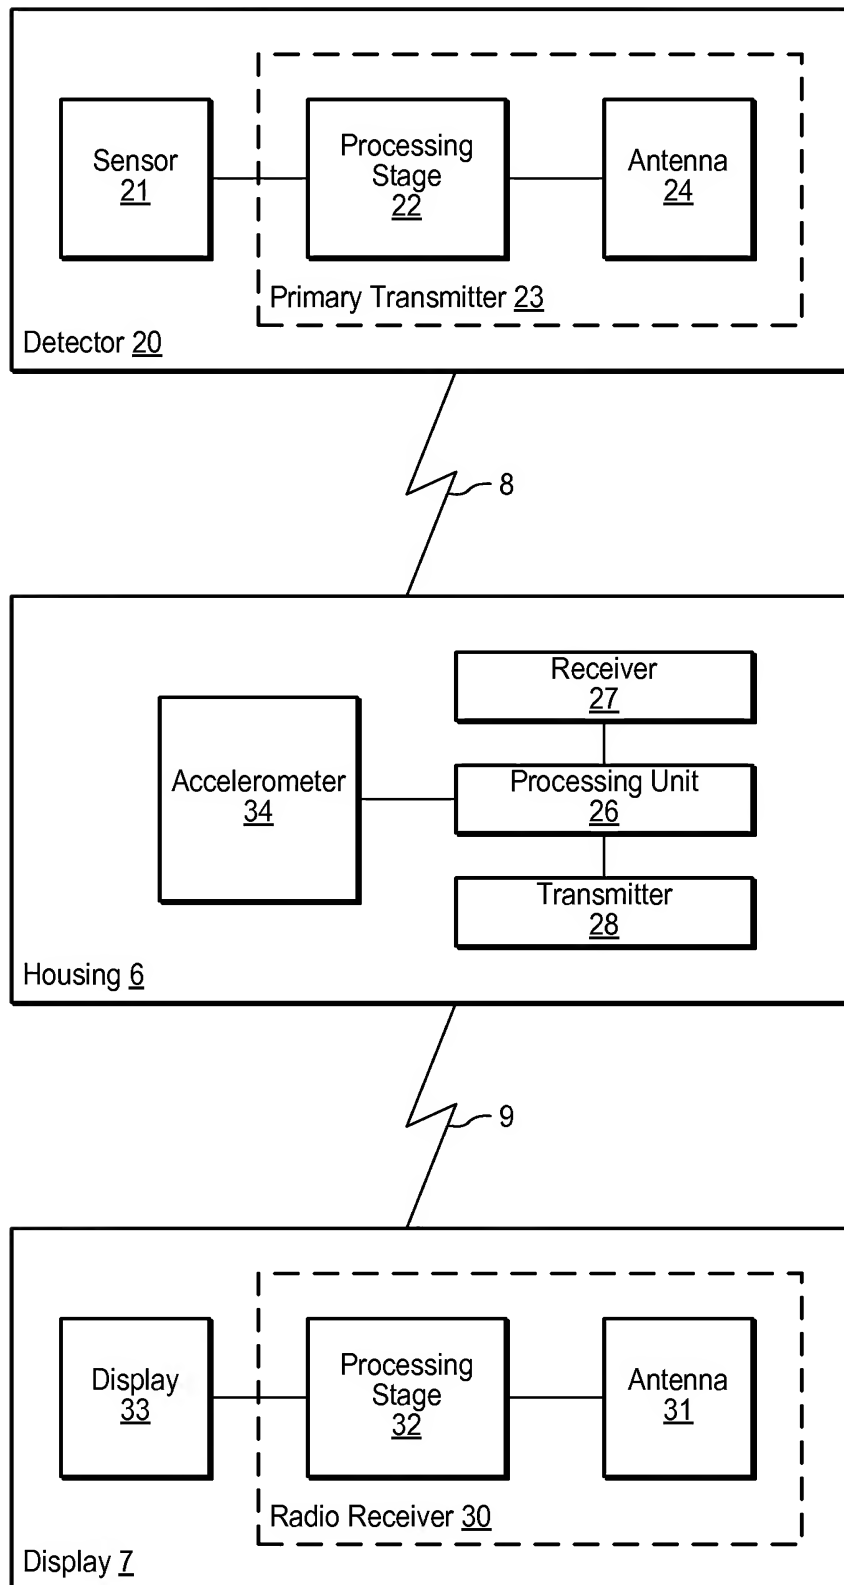 Sensor
21
Processing
Stage
22
Antenna
24
Primary Transmitter 23
Detector 20
8
Receiver
27
Accelerometer
34
Processing Unit
26
Transmitter
28
Housing 6
9
Display
33
Processing
Stage
32
Antenna
31
Radio Receiver 30
Display 7